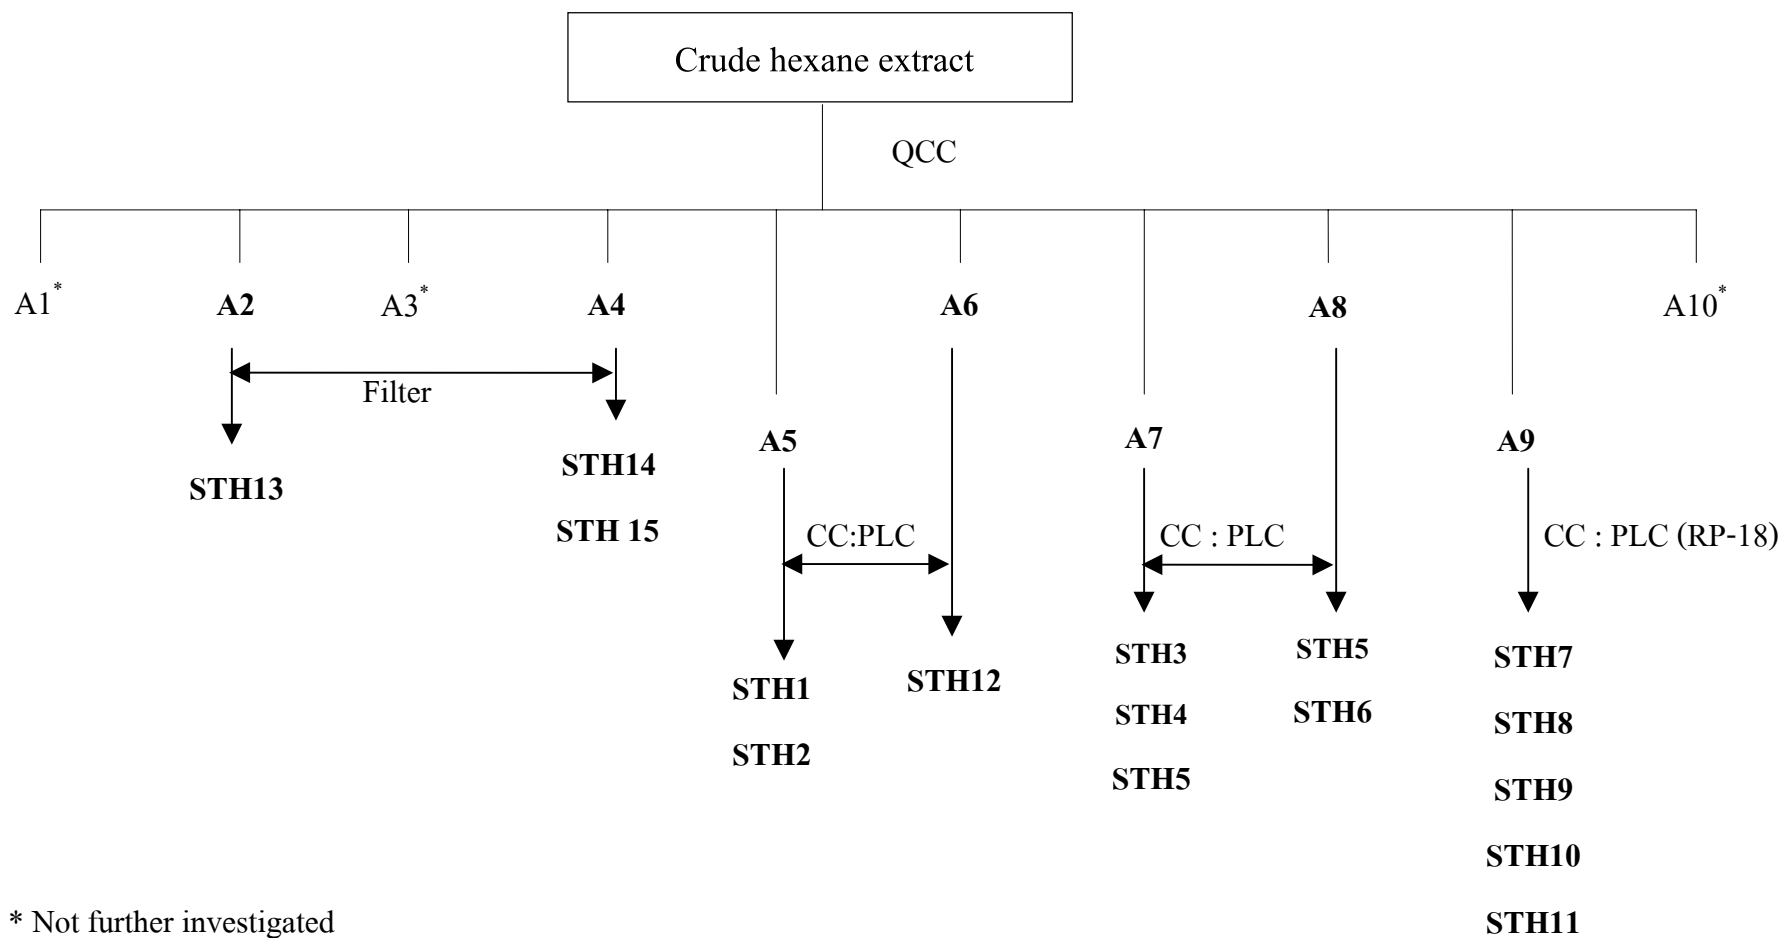 Crude hexane extract
QCC
A1*
A2
A3*
A4
A6
A8
A10*
Filter
A5
A7
A9
STH13
STH14
STH 15
CC:PLC
CC : PLC
CC : PLC (RP-18)
STH1
STH2
STH12
STH3
STH4
STH5
STH5
STH6
STH7
STH8
STH9
STH10
STH11
* Not further investigated